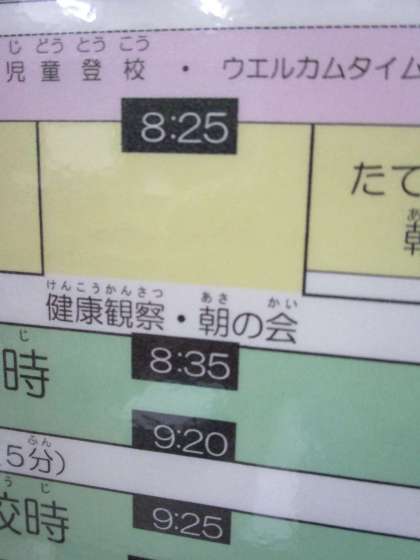 じどうとうこう
児童登校・ウエルカムタイム
8:25
たて
けんこうかんさつ あさ かい
健康観察・朝の会
8:35
じ
時
9:20
ふん
5分)
じ
校時
9:25